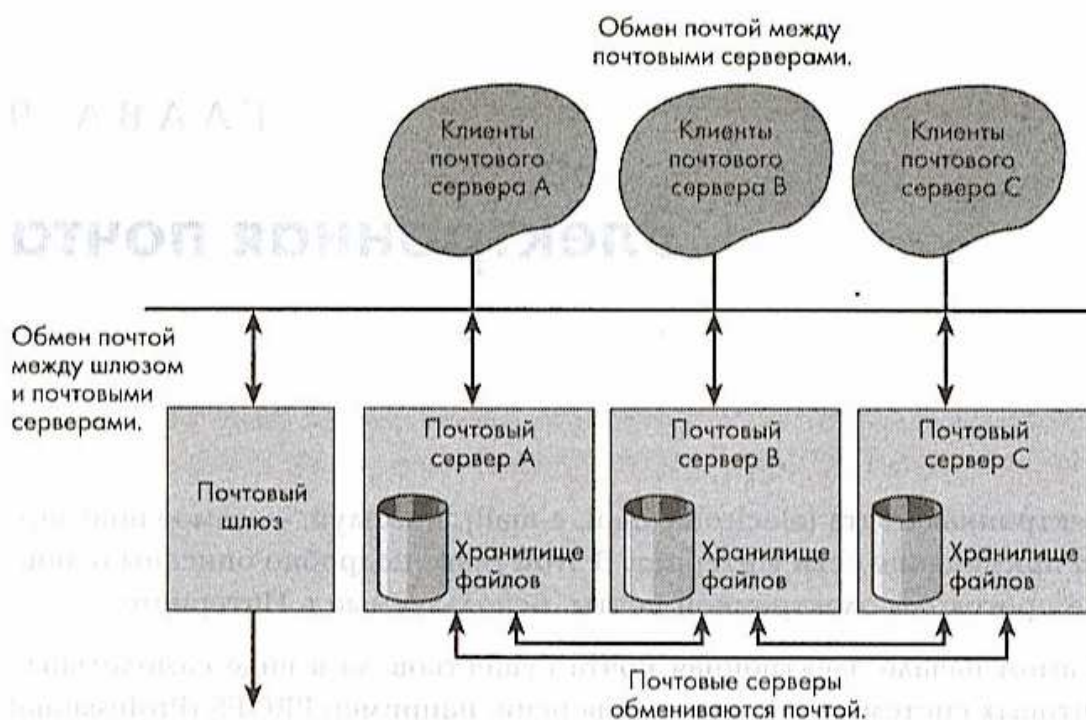 Обмен почтой между
почтовыми серверами.
ГЛАВА 9
Клиенты
почтового
сервера A
Клиенты
почтового
сервера B
Клиенты
почтового
сервера C
Обмен почтой
между шлюзом
и почтовыми
серверами.
Почтовый
шлюз
Почтовый
сервер A
Хранилище
файлов
Почтовый
сервер B
Хранилище
файлов
Почтовый
сервер C
Хранилище
файлов
Почтовые серверы
обмениваются почтой.